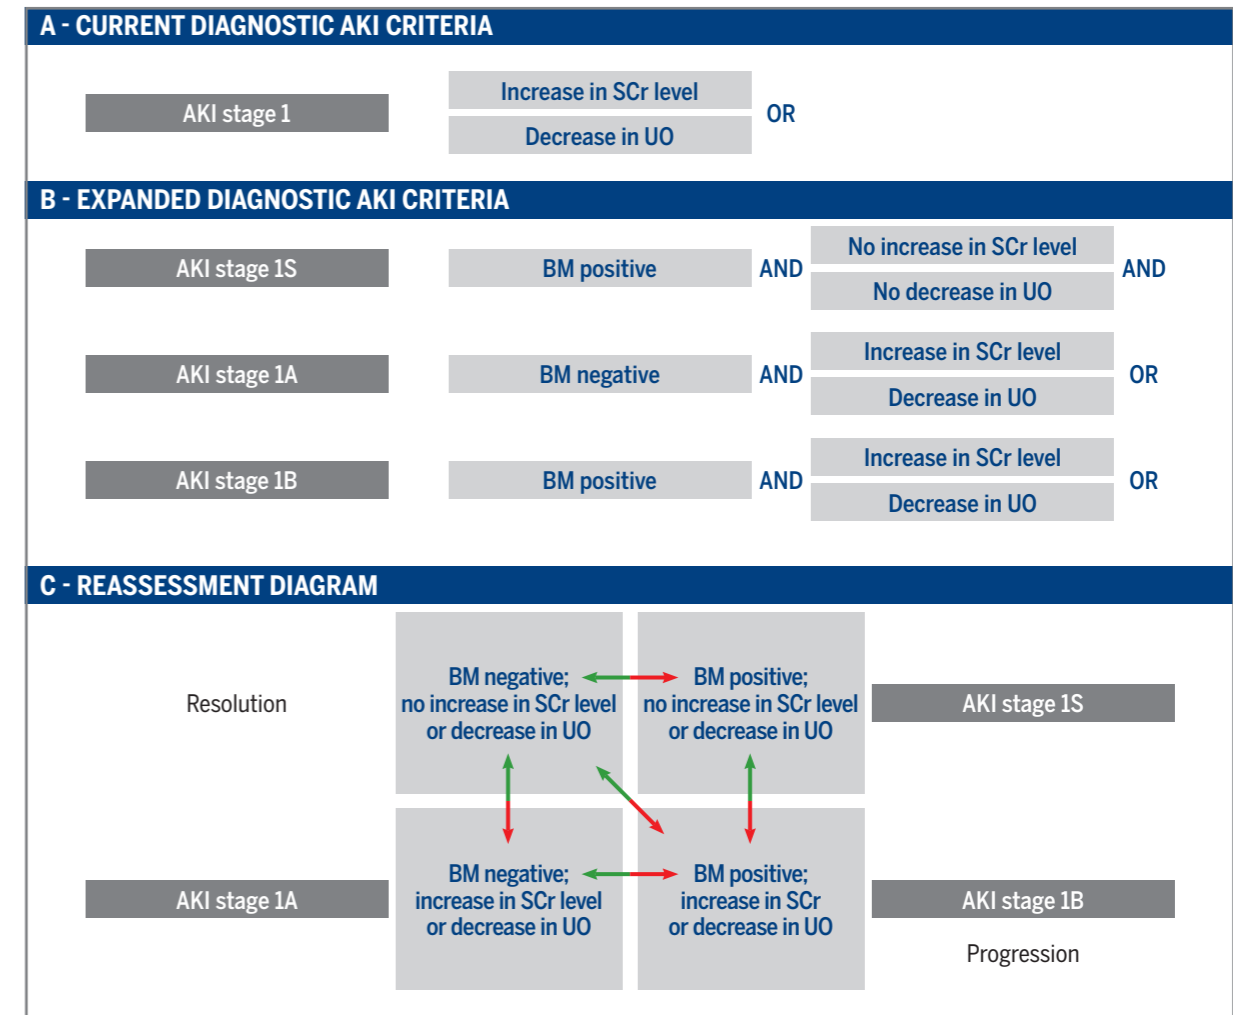 A - CURRENT DIAGNOSTIC AKI CRITERIA
AKI stage 1
Increase in SCr level
Decrease in UO
OR
B - EXPANDED DIAGNOSTIC AKI CRITERIA
AKI stage 1S
BM positive
AND
No increase in SCr level
No decrease in UO
AND
AKI stage 1A
BM negative
AND
Increase in SCr level
Decrease in UO
OR
AKI stage 1B
BM positive
AND
Increase in SCr level
Decrease in UO
OR
C - REASSESSMENT DIAGRAM
Resolution
BM negative;
no increase in SCr level
or decrease in UO
BM positive;
no increase in SCr level
or decrease in UO
AKI stage 1S
AKI stage 1A
BM negative;
increase in SCr level
or decrease in UO
BM positive;
increase in SCr
or decrease in UO
AKI stage 1B
Progression